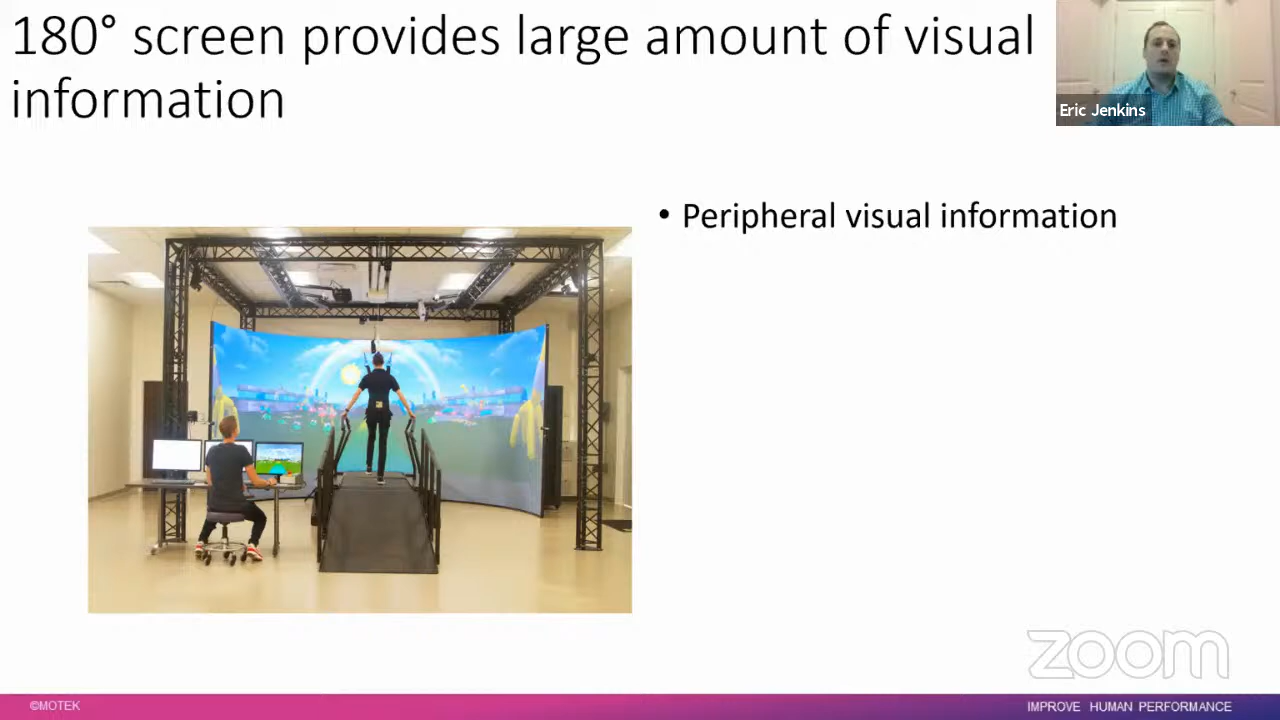 180° screen provides large amount of visual
information
Eric Jenkins
• Peripheral visual information
zoom
©MOTEK
IMPROVE HUMAN PERFORMANCE